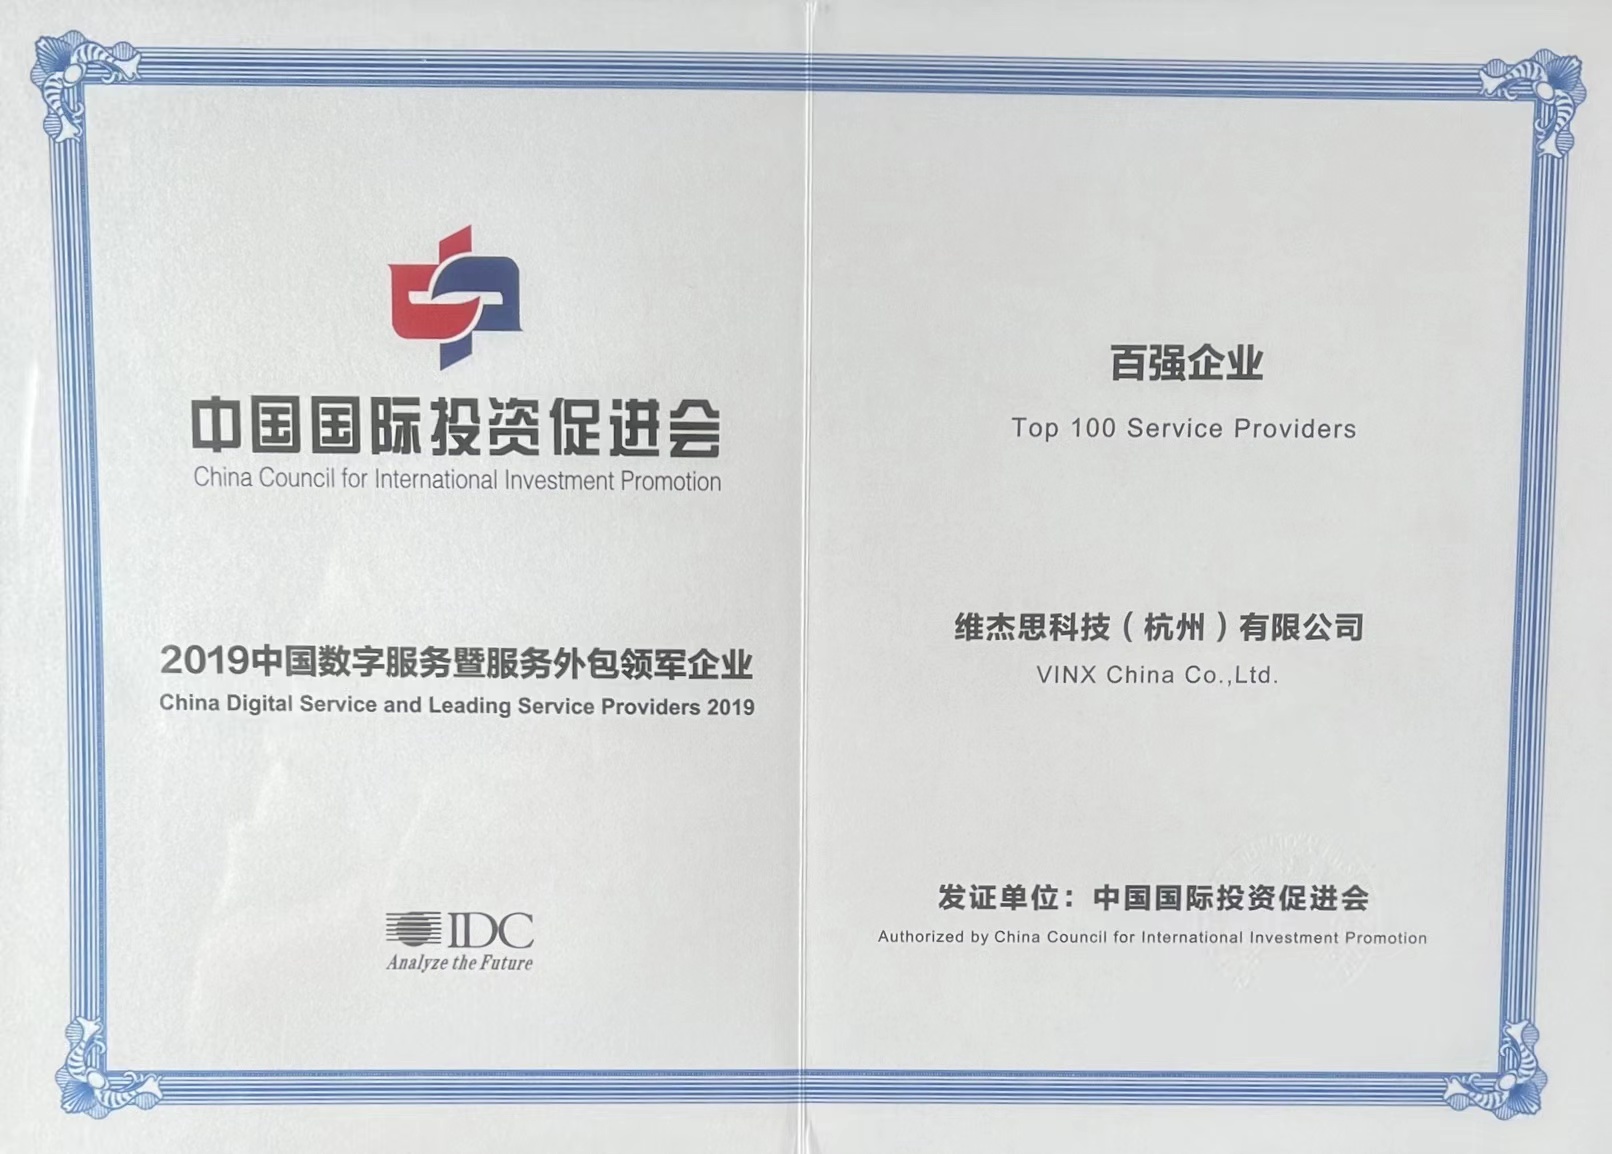 中国国际投资促进会
China Council for International Investment Promotion
2019中国数字服务暨服务外包领军企业
China Digital Service and Leading Service Providers 2019
IDC
Analyze the Future
百强企业
Top 100 Service Providers
维杰思科技（杭州）有限公司
VINX China Co.,Ltd.
发证单位：中国国际投资促进会
Authorized by China Council for International Investment Promotion